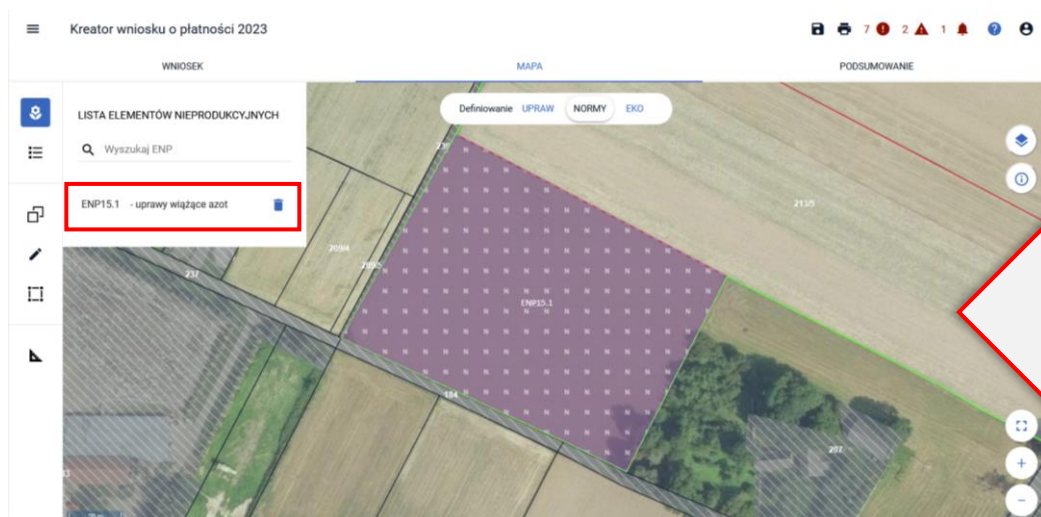 Kreator wniosku o płatności 2023
7 2 1
WNIOSEK MAPA PODSUMOWANIE
LISTA ELEMENTÓW NIEPRODUKCYJNYCH
Definiowanie UPRAW NORMY EKO
Wyszukaj ENP
ENP15.1 - uprawy wiążące azot
213/5
209/4
237
ENP15.1
184
207